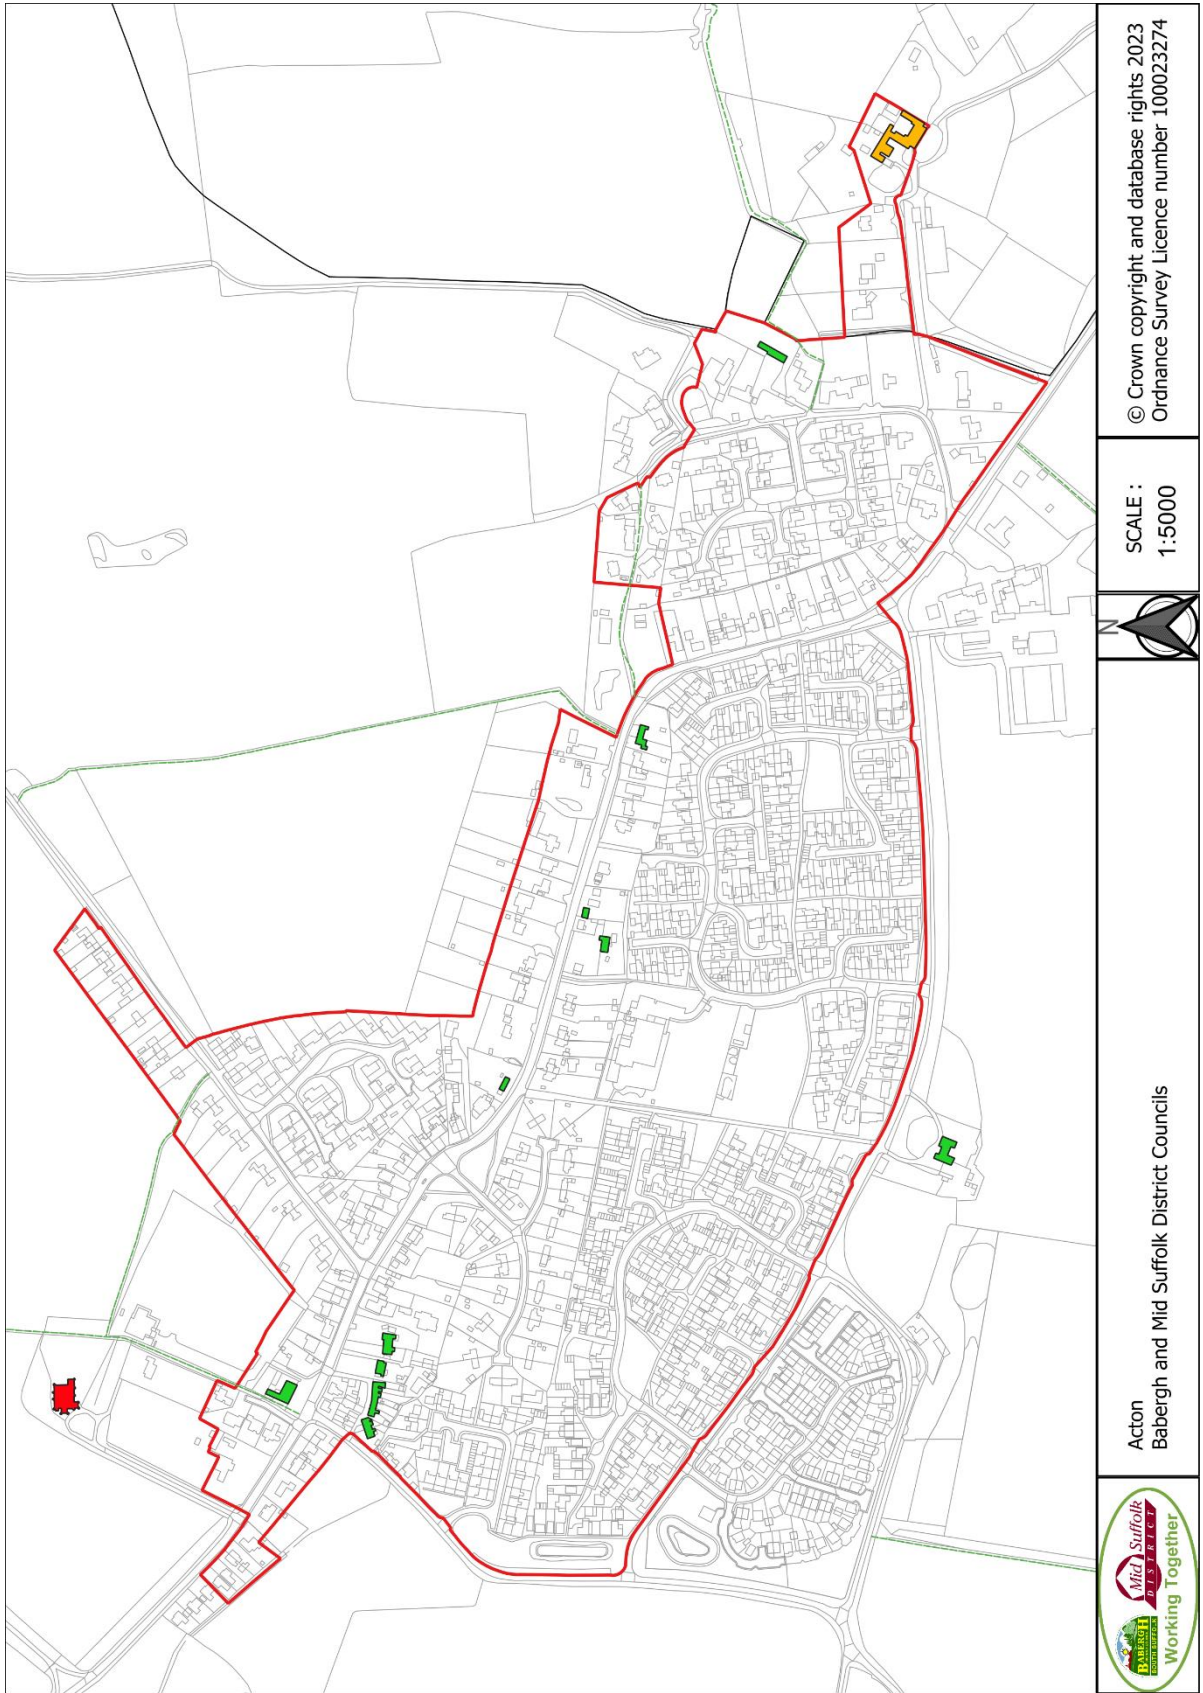 BABERGH
SOUTH SUFFOLK
Mid Suffolk
DISTRICT
Working Together
Acton
Babergh and Mid Suffolk District Councils
N
SCALE :
1:5000
© Crown copyright and database rights 2023
Ordnance Survey Licence number 100023274